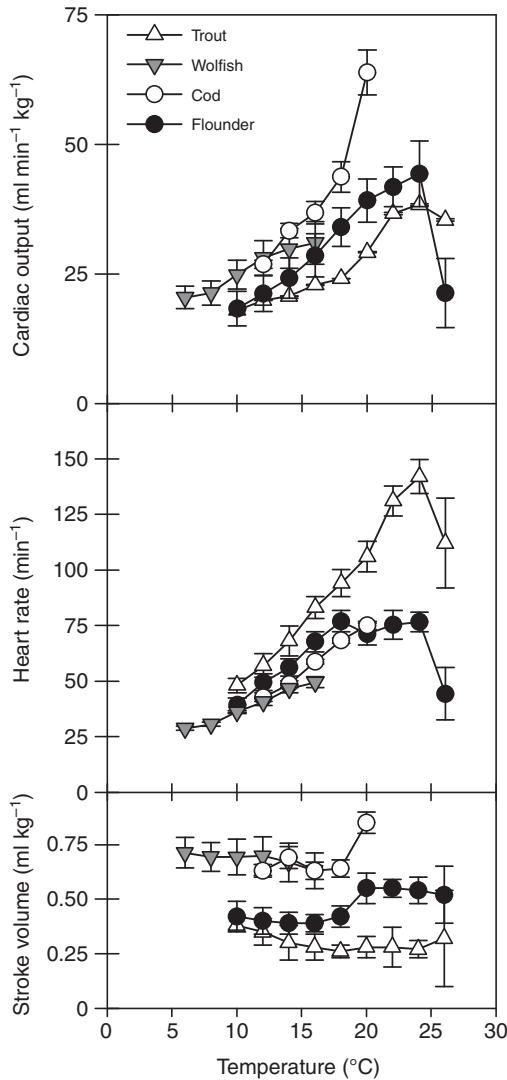 75
Trout
Wolfish
Cod
Flounder
50
25
0
Cardiac output (ml min⁻¹ kg⁻¹)
150
125
100
75
50
25
0
Heart rate (min⁻¹)
0.75
0.50
0.25
0
Stroke volume (ml kg⁻¹)
0 5 10 15 20 25 30
Temperature (°C)